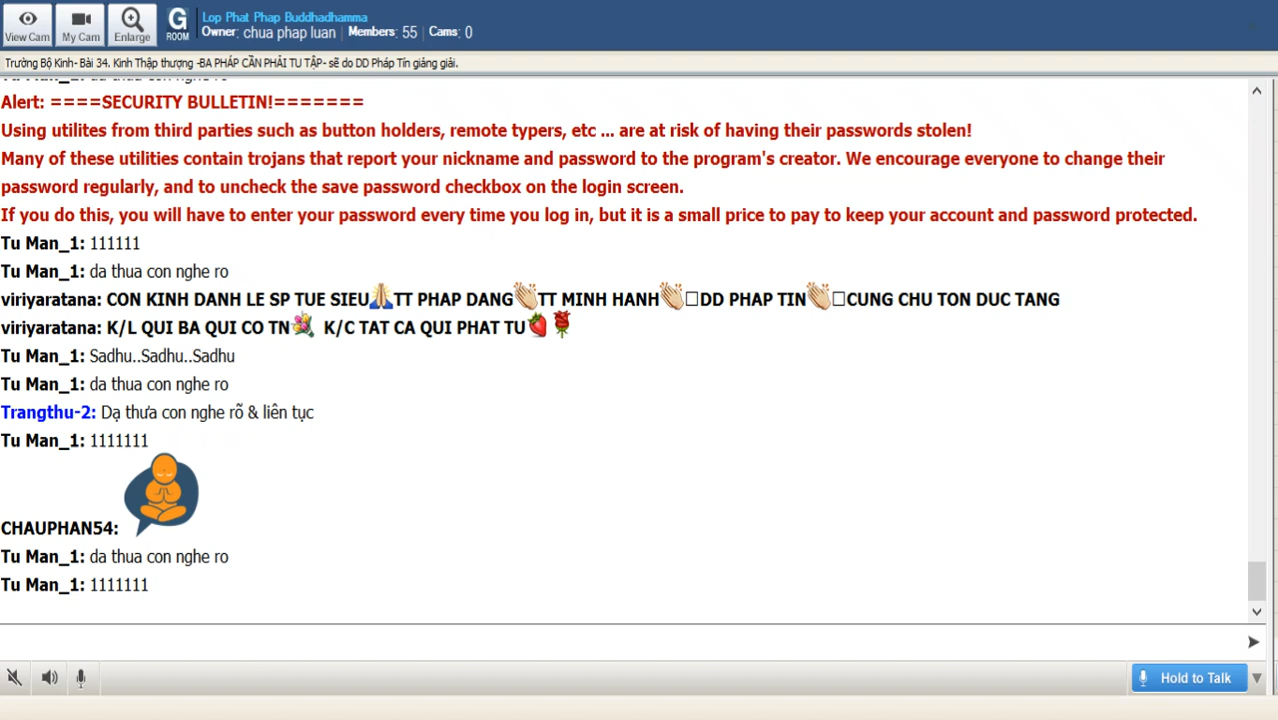 View Cam
My Cam
Enlarge
G
ROOM
Lop Phat Phap Buddhadhamma
Owner: chua phap luan | Members: 55 | Cams: 0
Trường Bộ Kinh- Bài 34. Kinh Thập thượng -BA PHÁP CẦN PHẢI TU TẬP- sẽ do DD Pháp Tín giảng giải.
Alert: ====SECURITY BULLETIN!=======
Using utilites from third parties such as button holders, remote typers, etc ... are at risk of having their passwords stolen!
Many of these utilities contain trojans that report your nickname and password to the program's creator. We encourage everyone to change their
password regularly, and to uncheck the save password checkbox on the login screen.
If you do this, you will have to enter your password every time you log in, but it is a small price to pay to keep your account and password protected.
Tu Man_1: 111111
Tu Man_1: da thua con nghe ro
viriyaratana: CON KINH DANH LE SP TUE SIEU TT PHAP DANG TT MINH HANH DD PHAP TIN CUNG CHU TON DUC TANG
viriyaratana: K/L QUI BA QUI CO TN K/C TAT CA QUI PHAT TU
Tu Man_1: Sadhu..Sadhu..Sadhu
Tu Man_1: da thua con nghe ro
Trangthu-2: Dạ thưa con nghe rõ & liên tục
Tu Man_1: 1111111
CHAUPHAN54:
Tu Man_1: da thua con nghe ro
Tu Man_1: 1111111
Hold to Talk